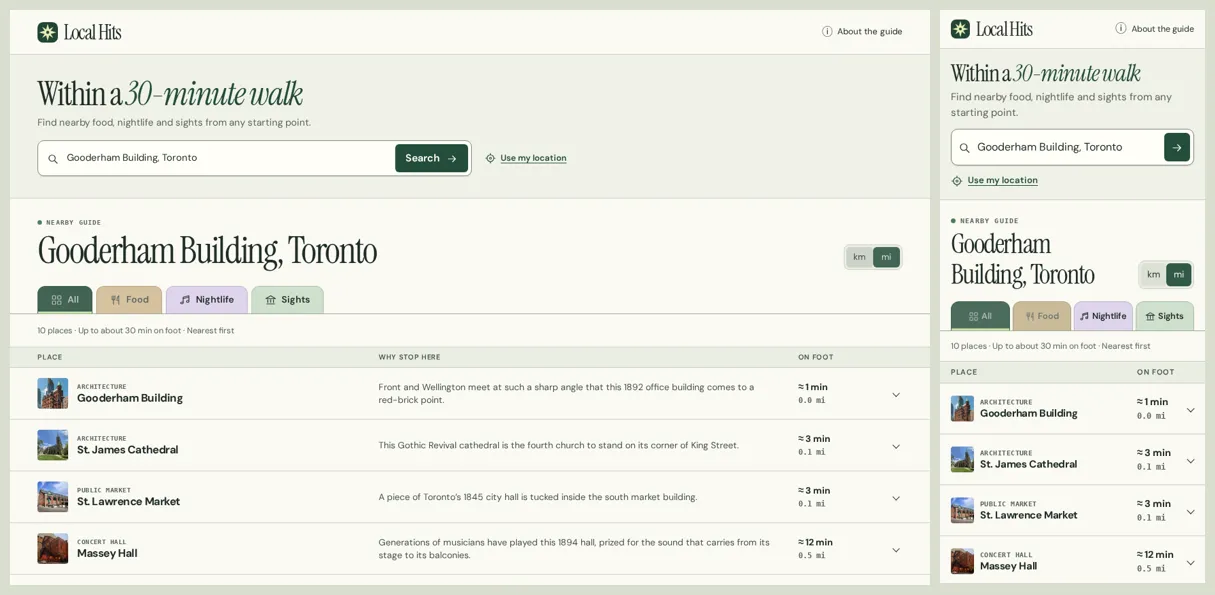 Local Hits
About the guide
Within a 30-minute walk
Find nearby food, nightlife and sights from any starting point.
Gooderham Building, Toronto
Search →
Use my location
NEARBY GUIDE
Gooderham Building, Toronto
km mi
All
Food
Nightlife
Sights
10 places · Up to about 30 min on foot · Nearest first
PLACE
WHY STOP HERE
ON FOOT
ARCHITECTURE
Gooderham Building
Front and Wellington meet at such a sharp angle that this 1892 office building comes to a
red-brick point.
≈ 1 min
0.0 mi
ARCHITECTURE
St. James Cathedral
This Gothic Revival cathedral is the fourth church to stand on its corner of King Street.
≈ 3 min
0.1 mi
PUBLIC MARKET
St. Lawrence Market
A piece of Toronto's 1845 city hall is tucked inside the south market building.
≈ 3 min
0.1 mi
CONCERT HALL
Massey Hall
Generations of musicians have played this 1894 hall, prized for the sound that carries from its
stage to its balconies.
≈ 12 min
0.5 mi
Local Hits
About the guide
Within a 30-minute walk
Find nearby food, nightlife and sights from any
starting point.
Gooderham Building, Toronto
→
Use my location
NEARBY GUIDE
Gooderham
Building, Toronto
km mi
All
Food
Nightlife
Sights
10 places · Up to about 30 min on foot · Nearest first
PLACE
ON FOOT
ARCHITECTURE
Gooderham Building
≈ 1 min
0.0 mi
ARCHITECTURE
St. James Cathedral
≈ 3 min
0.1 mi
PUBLIC MARKET
St. Lawrence Market
≈ 3 min
0.1 mi
CONCERT HALL
Massey Hall
≈ 12 min
0.5 mi